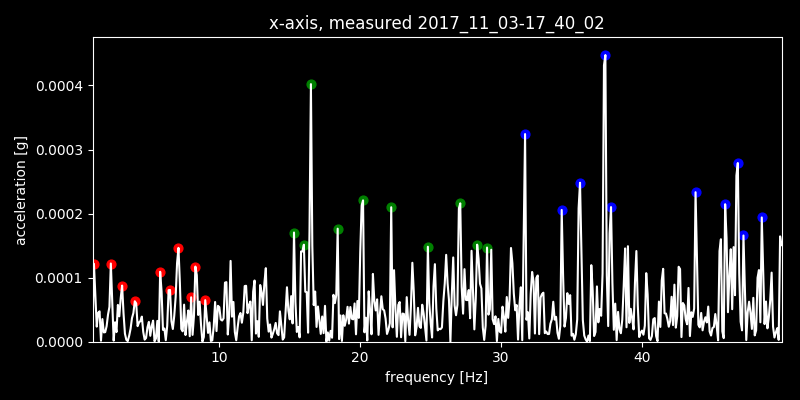 x-axis, measured 2017_11_03-17_40_02
acceleration [g]
0.0004
0.0003
0.0002
0.0001
0.0000
10 20 30 40
frequency [Hz]